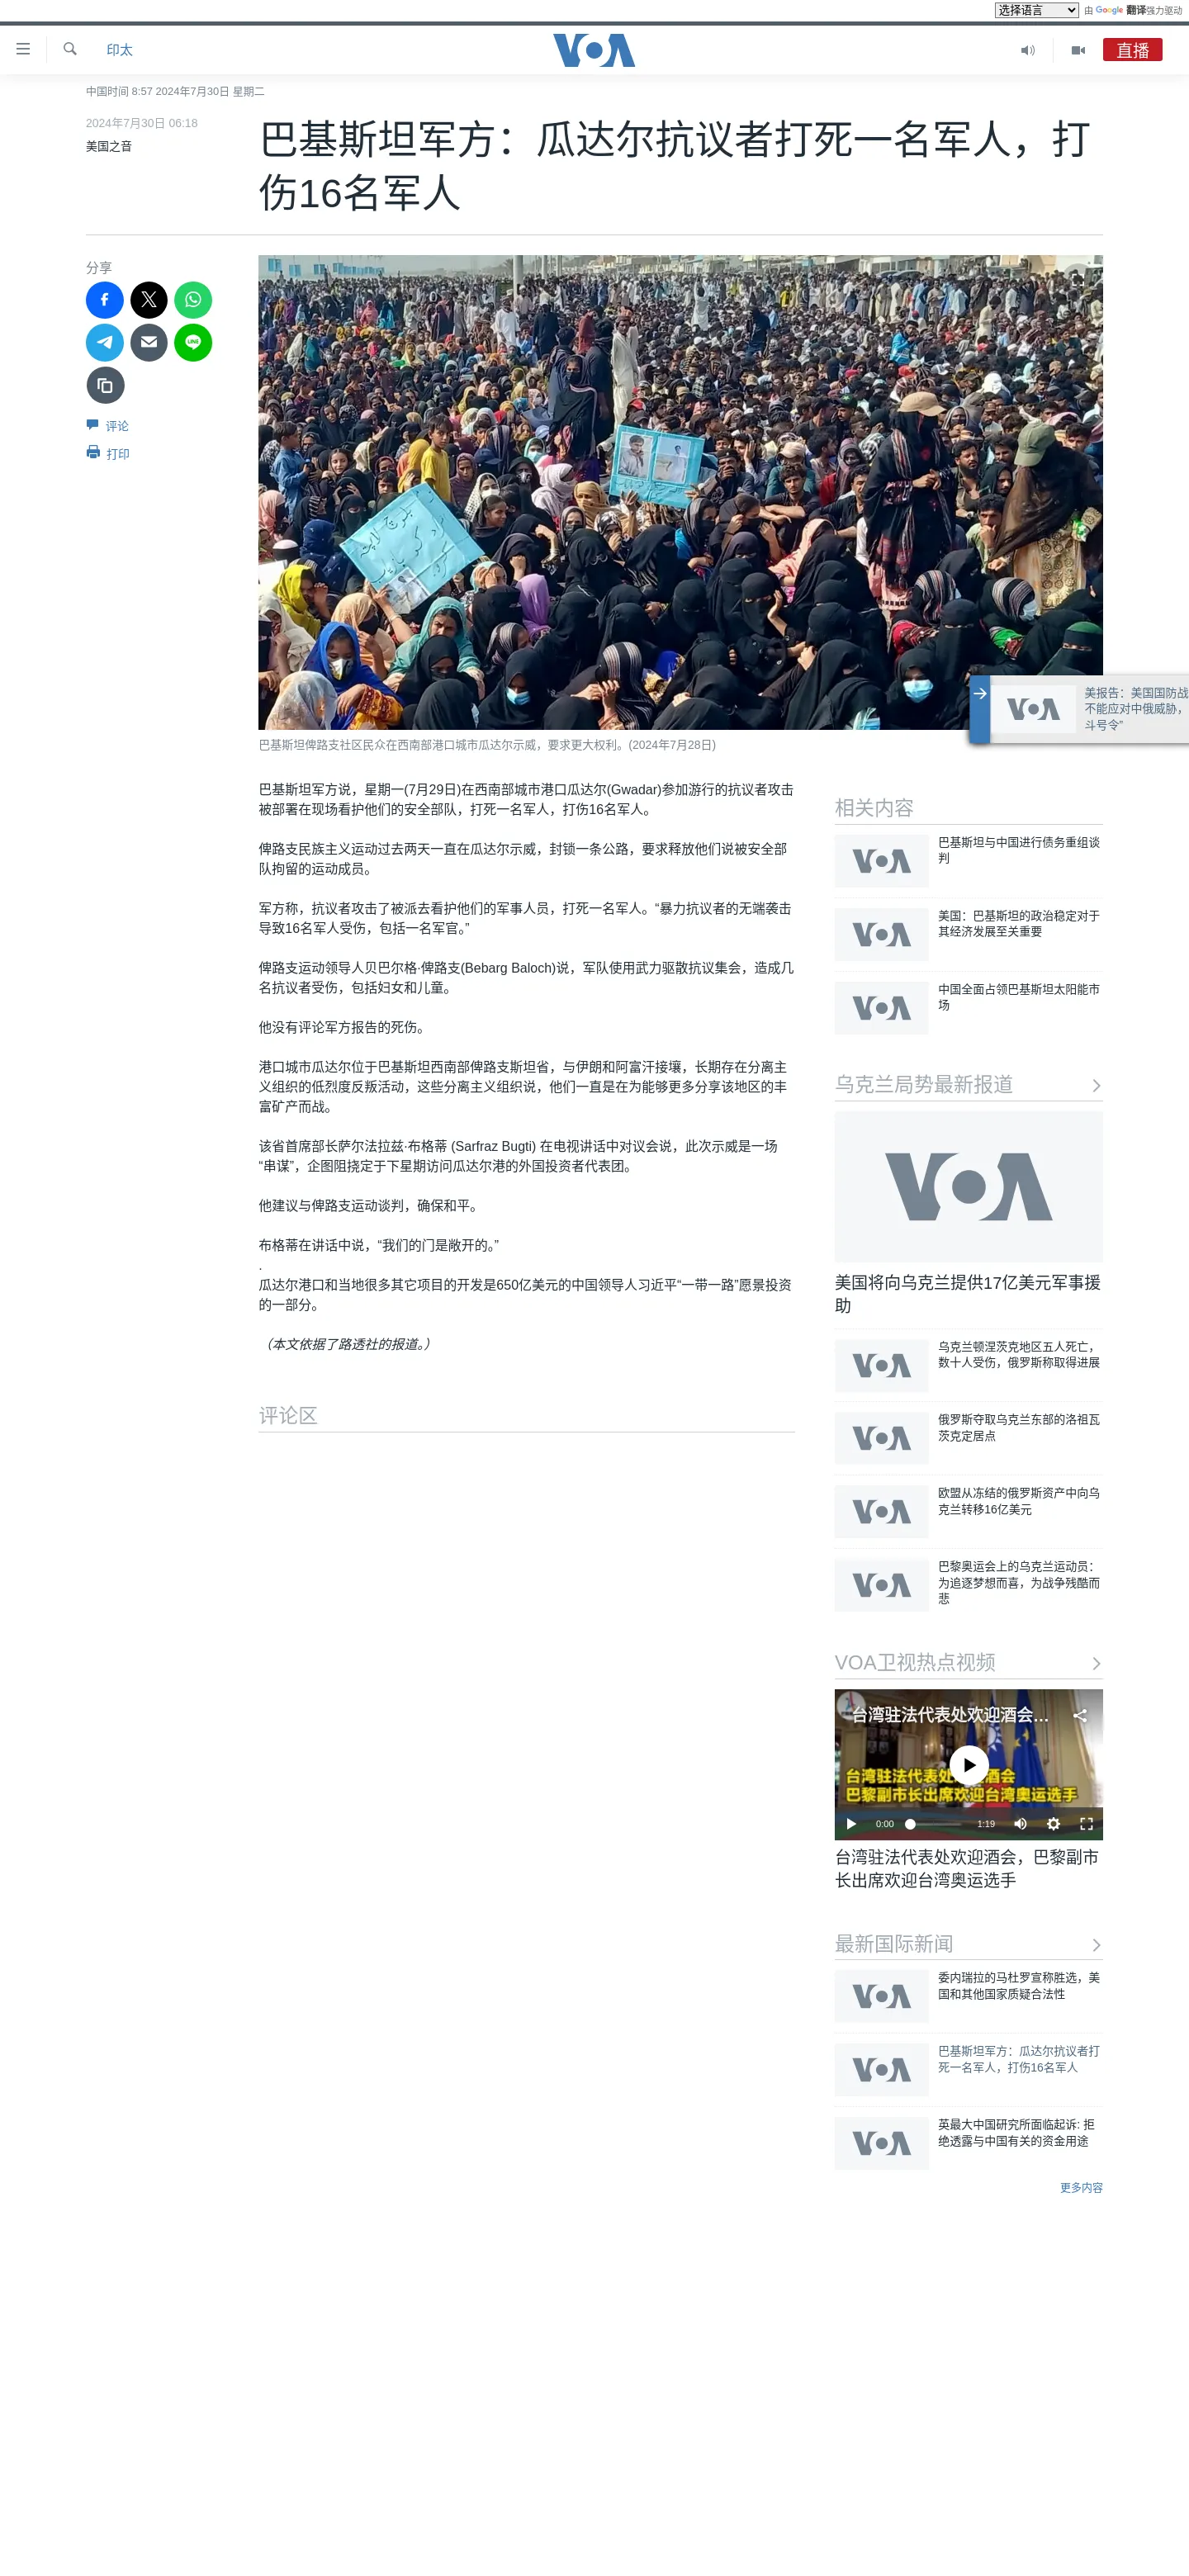 选择语言
由 Google 翻译强力驱动
印太
VOA
直播
中国时间 8:57 2024年7月30日 星期二
2024年7月30日 06:18
美国之音
巴基斯坦军方：瓜达尔抗议者打死一名军人，打
伤16名军人
分享
评论
打印
美报告：美国国防战
不能应对中俄威胁，
斗号令”
巴基斯坦俾路支社区民众在西南部港口城市瓜达尔示威，要求更大权利。(2024年7月28日)
巴基斯坦军方说，星期一(7月29日)在西南部城市港口瓜达尔(Gwadar)参加游行的抗议者攻击
被部署在现场看护他们的安全部队，打死一名军人，打伤16名军人。
俾路支民族主义运动过去两天一直在瓜达尔示威，封锁一条公路，要求释放他们说被安全部
队拘留的运动成员。
军方称，抗议者攻击了被派去看护他们的军事人员，打死一名军人。“暴力抗议者的无端袭击
导致16名军人受伤，包括一名军官。”
俾路支运动领导人贝巴尔格·俾路支(Bebarg Baloch)说，军队使用武力驱散抗议集会，造成几
名抗议者受伤，包括妇女和儿童。
他没有评论军方报告的死伤。
港口城市瓜达尔位于巴基斯坦西南部俾路支斯坦省，与伊朗和阿富汗接壤，长期存在分离主
义组织的低烈度反叛活动，这些分离主义组织说，他们一直是在为能够更多分享该地区的丰
富矿产而战。
该省首席部长萨尔法拉兹·布格蒂 (Sarfraz Bugti) 在电视讲话中对议会说，此次示威是一场
“串谋”，企图阻挠定于下星期访问瓜达尔港的外国投资者代表团。
他建议与俾路支运动谈判，确保和平。
布格蒂在讲话中说，“我们的门是敞开的。”
.
瓜达尔港口和当地很多其它项目的开发是650亿美元的中国领导人习近平“一带一路”愿景投资
的一部分。
（本文依据了路透社的报道。）
评论区
相关内容
VOA
巴基斯坦与中国进行债务重组谈
判
VOA
美国：巴基斯坦的政治稳定对于
其经济发展至关重要
VOA
中国全面占领巴基斯坦太阳能市
场
乌克兰局势最新报道
VOA
美国将向乌克兰提供17亿美元军事援
助
VOA
乌克兰顿涅茨克地区五人死亡，
数十人受伤，俄罗斯称取得进展
VOA
俄罗斯夺取乌克兰东部的洛祖瓦
茨克定居点
VOA
欧盟从冻结的俄罗斯资产中向乌
克兰转移16亿美元
VOA
巴黎奥运会上的乌克兰运动员：
为追逐梦想而喜，为战争残酷而
悲
VOA卫视热点视频
台湾驻法代表处欢迎酒会...
台湾驻法代表处欢迎酒会
巴黎副市长出席欢迎台湾奥运选手
0:00
1:19
台湾驻法代表处欢迎酒会，巴黎副市
长出席欢迎台湾奥运选手
最新国际新闻
VOA
委内瑞拉的马杜罗宣称胜选，美
国和其他国家质疑合法性
VOA
巴基斯坦军方：瓜达尔抗议者打
死一名军人，打伤16名军人
VOA
英最大中国研究所面临起诉: 拒
绝透露与中国有关的资金用途
更多内容